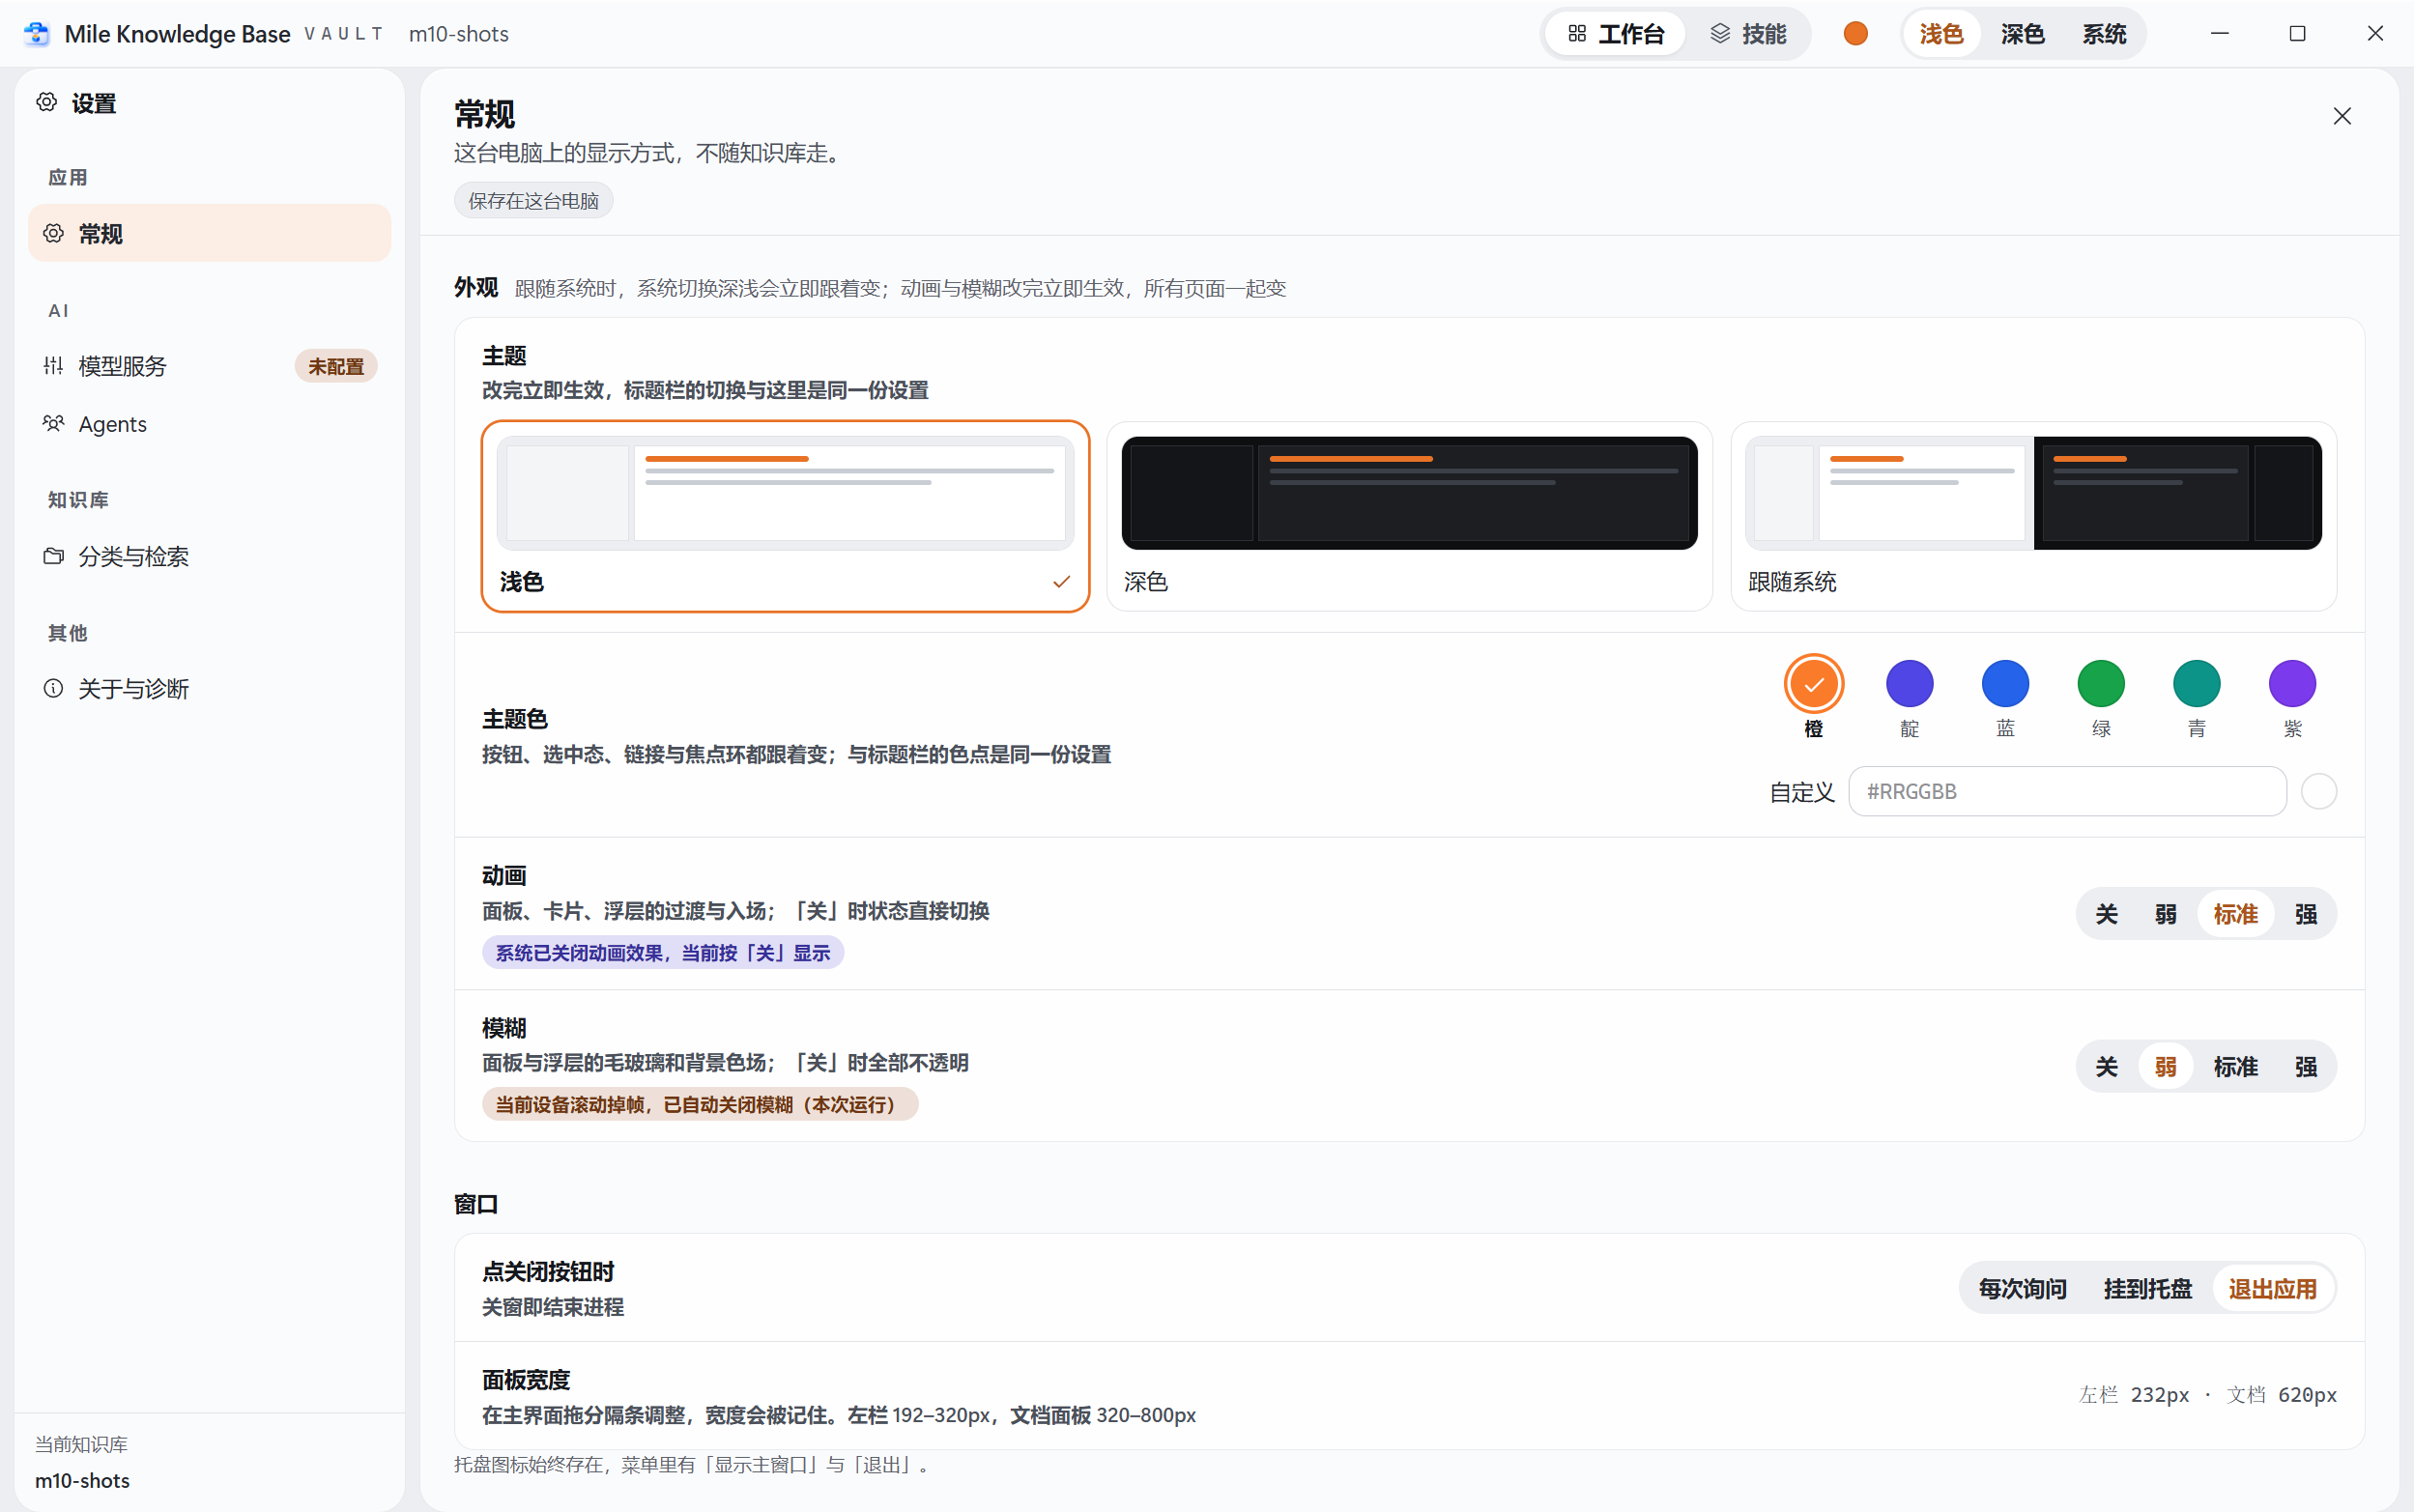 Mile Knowledge Base VAULT m10-shots
工作台 技能 浅色 深色 系统
设置
应用
常规
AI
模型服务 未配置
Agents
知识库
分类与检索
其他
关于与诊断
当前知识库
m10-shots
常规
这台电脑上的显示方式，不随知识库走。
保存在这台电脑
外观 跟随系统时，系统切换深浅会立即跟着变；动画与模糊改完立即生效，所有页面一起变
主题
改完立即生效，标题栏的切换与这里是同一份设置
浅色 深色 跟随系统
主题色
按钮、选中态、链接与焦点环都跟着变；与标题栏的色点是同一份设置
橙 靛 蓝 绿 青 紫
自定义 #RRGGBB
动画
面板、卡片、浮层的过渡与入场；「关」时状态直接切换
系统已关闭动画效果，当前按「关」显示
关 弱 标准 强
模糊
面板与浮层的毛玻璃和背景色场；「关」时全部不透明
当前设备滚动掉帧，已自动关闭模糊（本次运行）
关 弱 标准 强
窗口
点关闭按钮时
关窗即结束进程
每次询问 挂到托盘 退出应用
面板宽度
在主界面拖分隔条调整，宽度会被记住。左栏 192–320px，文档面板 320–800px
左栏 232px · 文档 620px
托盘图标始终存在，菜单里有「显示主窗口」与「退出」。